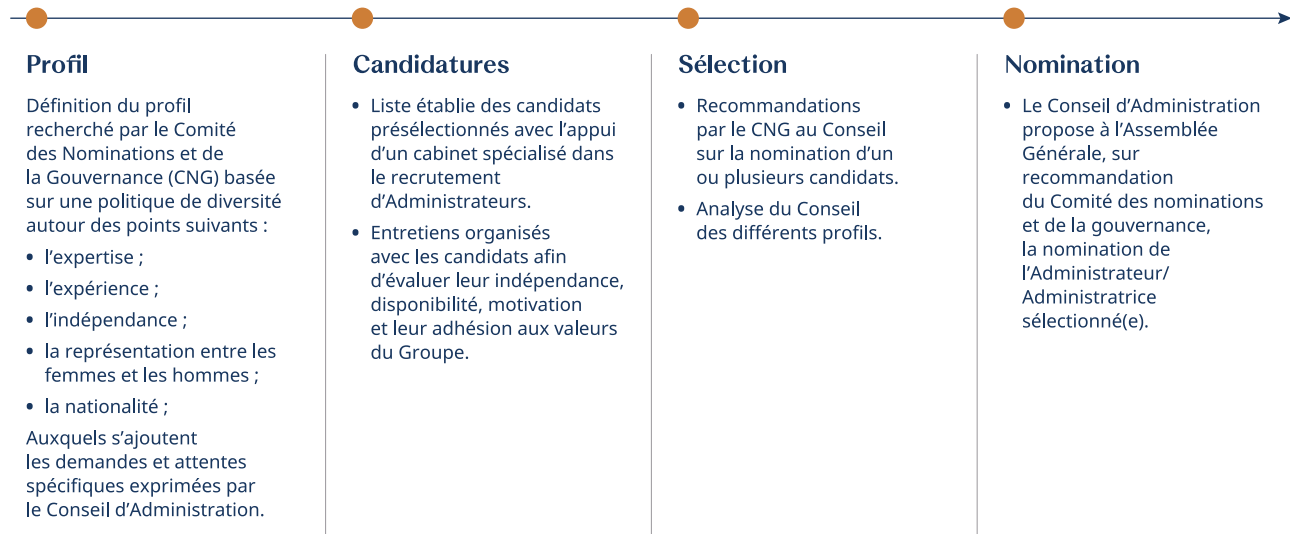 Profil
Définition du profil
recherché par le Comité
des Nominations et de
la Gouvernance (CNG) basée
sur une politique de diversité
autour des points suivants :
• l’expertise ;
• l’expérience ;
• l’indépendance ;
• la représentation entre les
femmes et les hommes ;
• la nationalité ;
Auxquels s’ajoutent
les demandes et attentes
spécifiques exprimées par
le Conseil d’Administration.
Candidatures
• Liste établie des candidats
présélectionnés avec l’appui
d’un cabinet spécialisé dans
le recrutement
d’Administrateurs.
• Entretiens organisés
avec les candidats afin
d’évaluer leur indépendance,
disponibilité, motivation
et leur adhésion aux valeurs
du Groupe.
Sélection
• Recommandations
par le CNG au Conseil
sur la nomination d’un
ou plusieurs candidats.
• Analyse du Conseil
des différents profils.
Nomination
• Le Conseil d’Administration
propose à l’Assemblée
Générale, sur
recommandation
du Comité des nominations
et de la gouvernance,
la nomination de
l’Administrateur/
Administratrice
sélectionné(e).